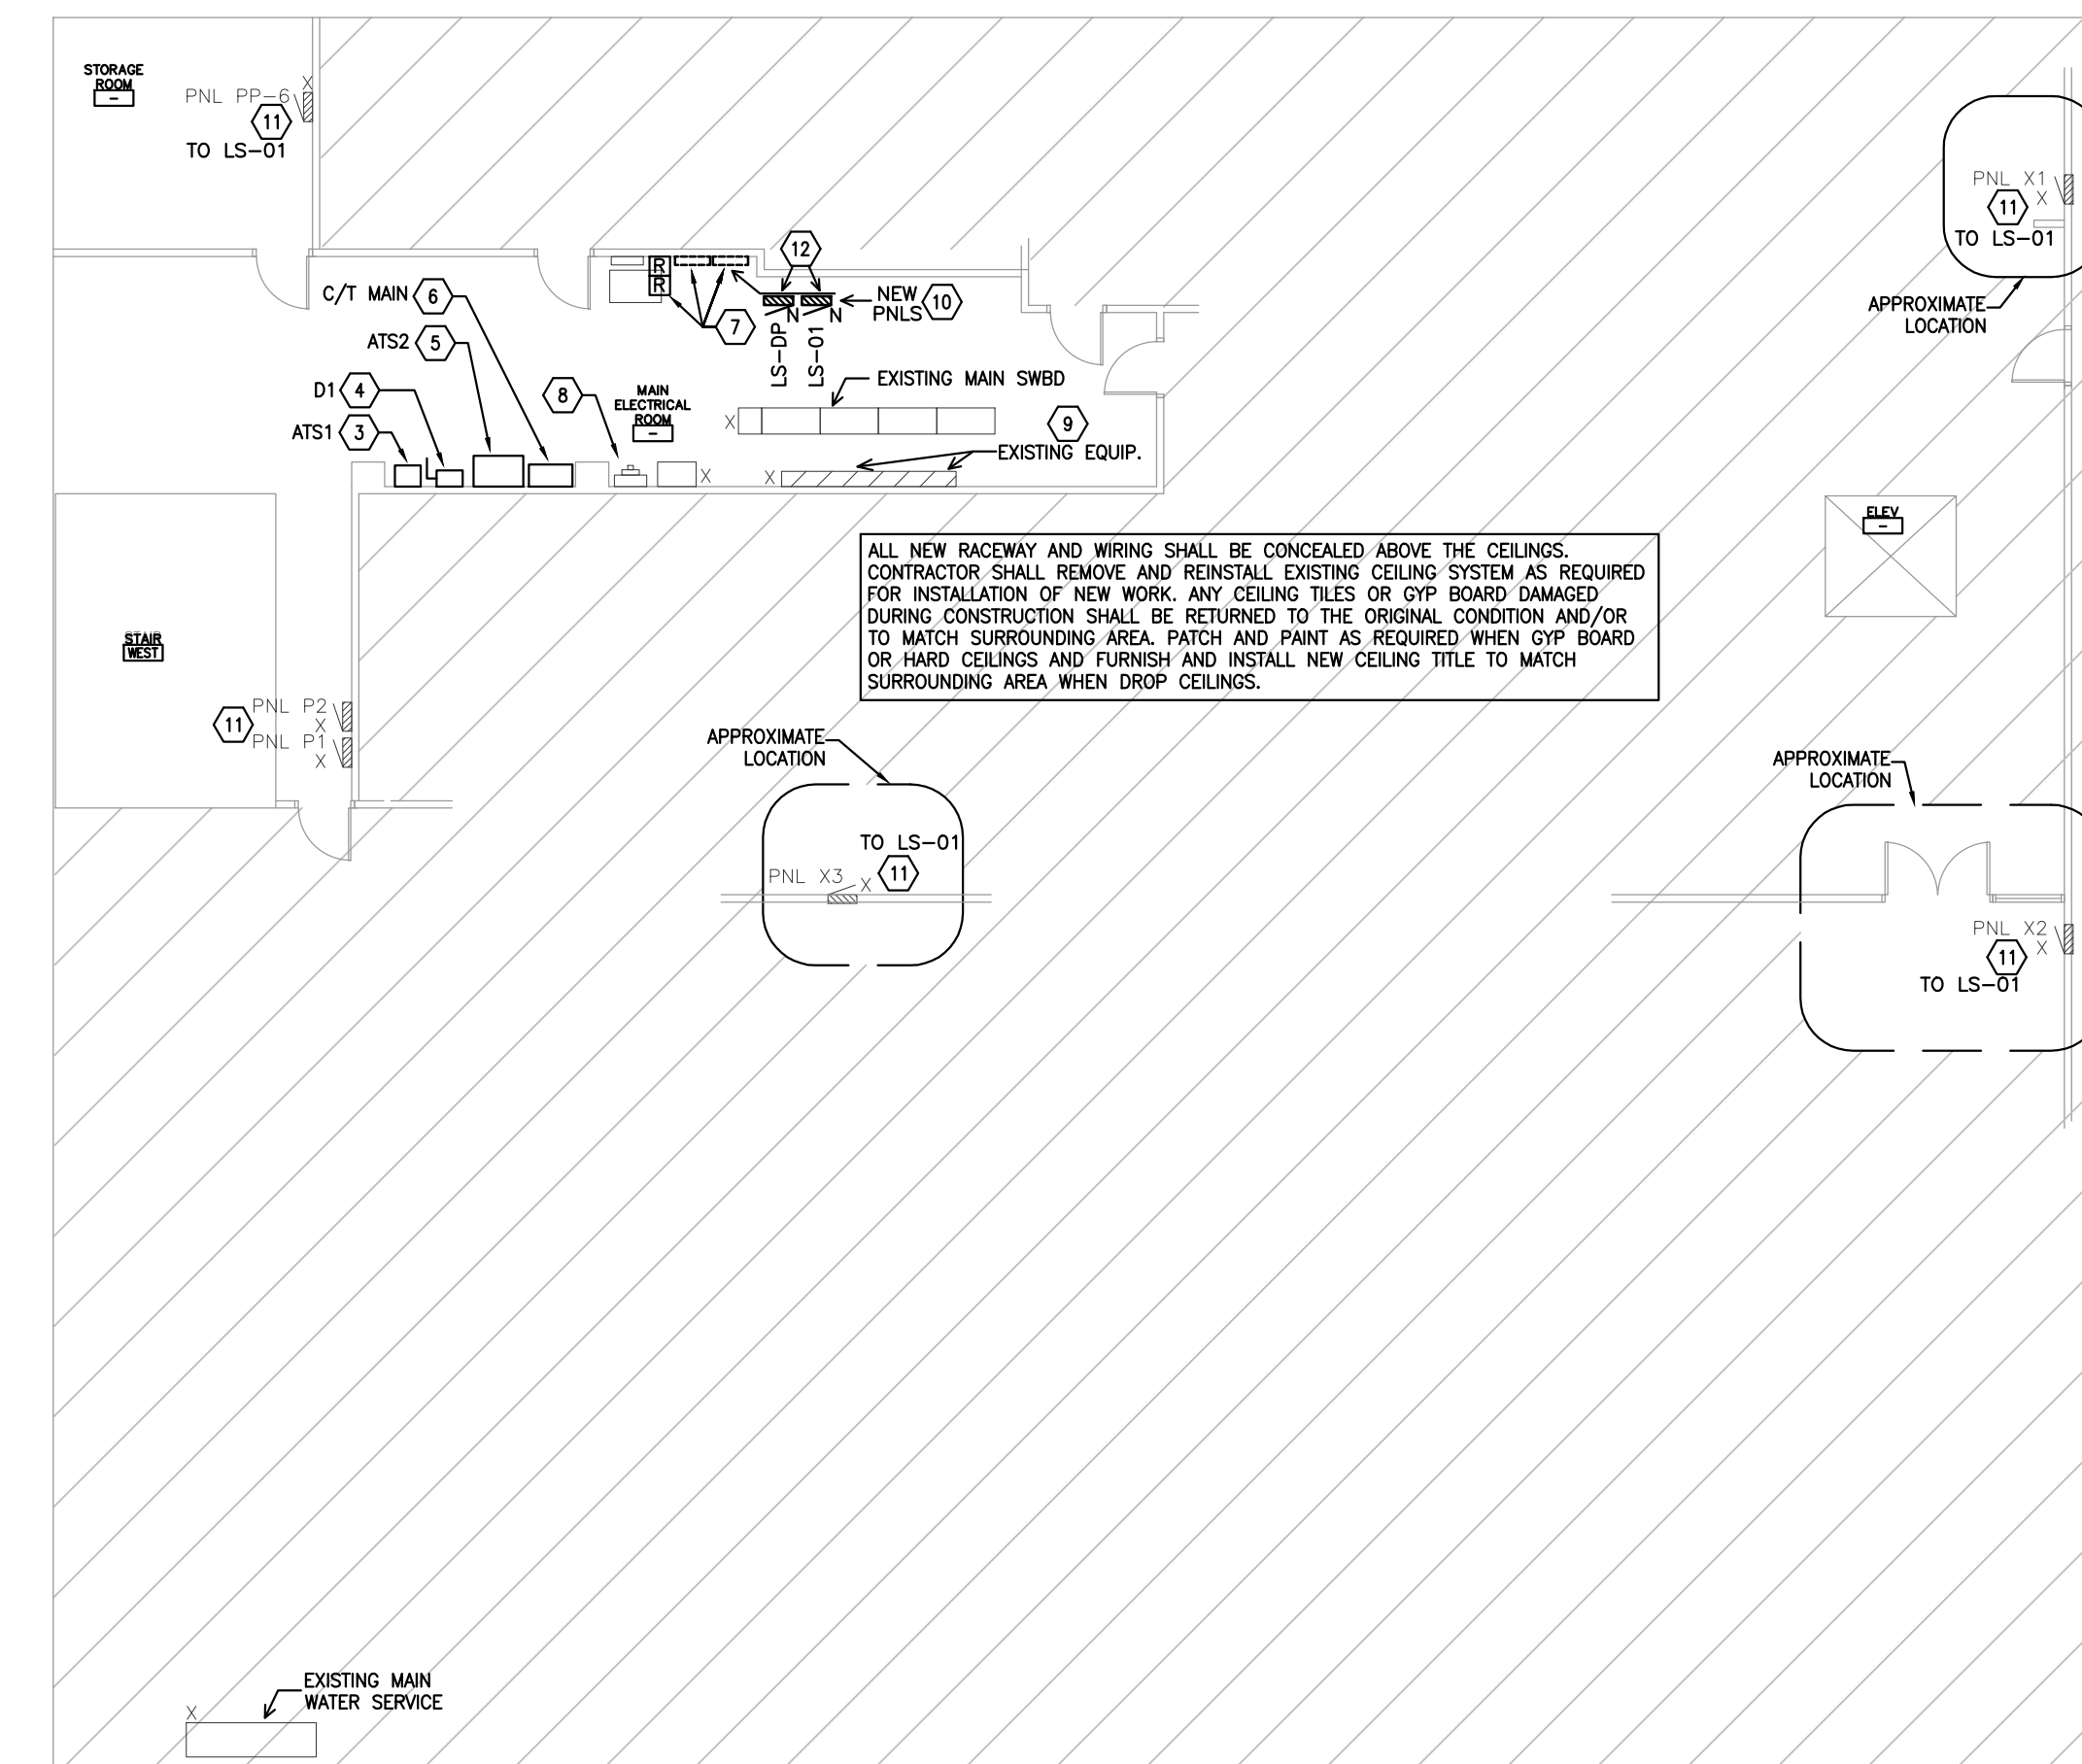 STORAGE
ROOM
-
X
PNL PP-6
11
TO LS-01
PNL X1
X
11
TO LS-01
APPROXIMATE
LOCATION
12
R
R
C/T MAIN 6
NEW
PNLS
10
N
N
7
LS-DP
LS-01
ATS2 5
D1 4
ATS1 3
8
MAIN
ELECTRICAL
ROOM
-
EXISTING MAIN SWBD
X
9
EXISTING EQUIP.
X
X
ELEV
-
ALL NEW RACEWAY AND WIRING SHALL BE CONCEALED ABOVE THE CEILINGS.
CONTRACTOR SHALL REMOVE AND REINSTALL EXISTING CEILING SYSTEM AS REQUIRED
FOR INSTALLATION OF NEW WORK. ANY CEILING TILES OR GYP BOARD DAMAGED
DURING CONSTRUCTION SHALL BE RETURNED TO THE ORIGINAL CONDITION AND/OR
TO MATCH SURROUNDING AREA. PATCH AND PAINT AS REQUIRED WHEN GYP BOARD
OR HARD CEILINGS AND FURNISH AND INSTALL NEW CEILING TITLE TO MATCH
SURROUNDING AREA WHEN DROP CEILINGS.
STAIR
WEST
PNL P2
X
11
PNL P1
X
APPROXIMATE
LOCATION
TO LS-01
11
PNL X3
X
APPROXIMATE
LOCATION
PNL X2
X
11
TO LS-01
EXISTING MAIN
WATER SERVICE
X